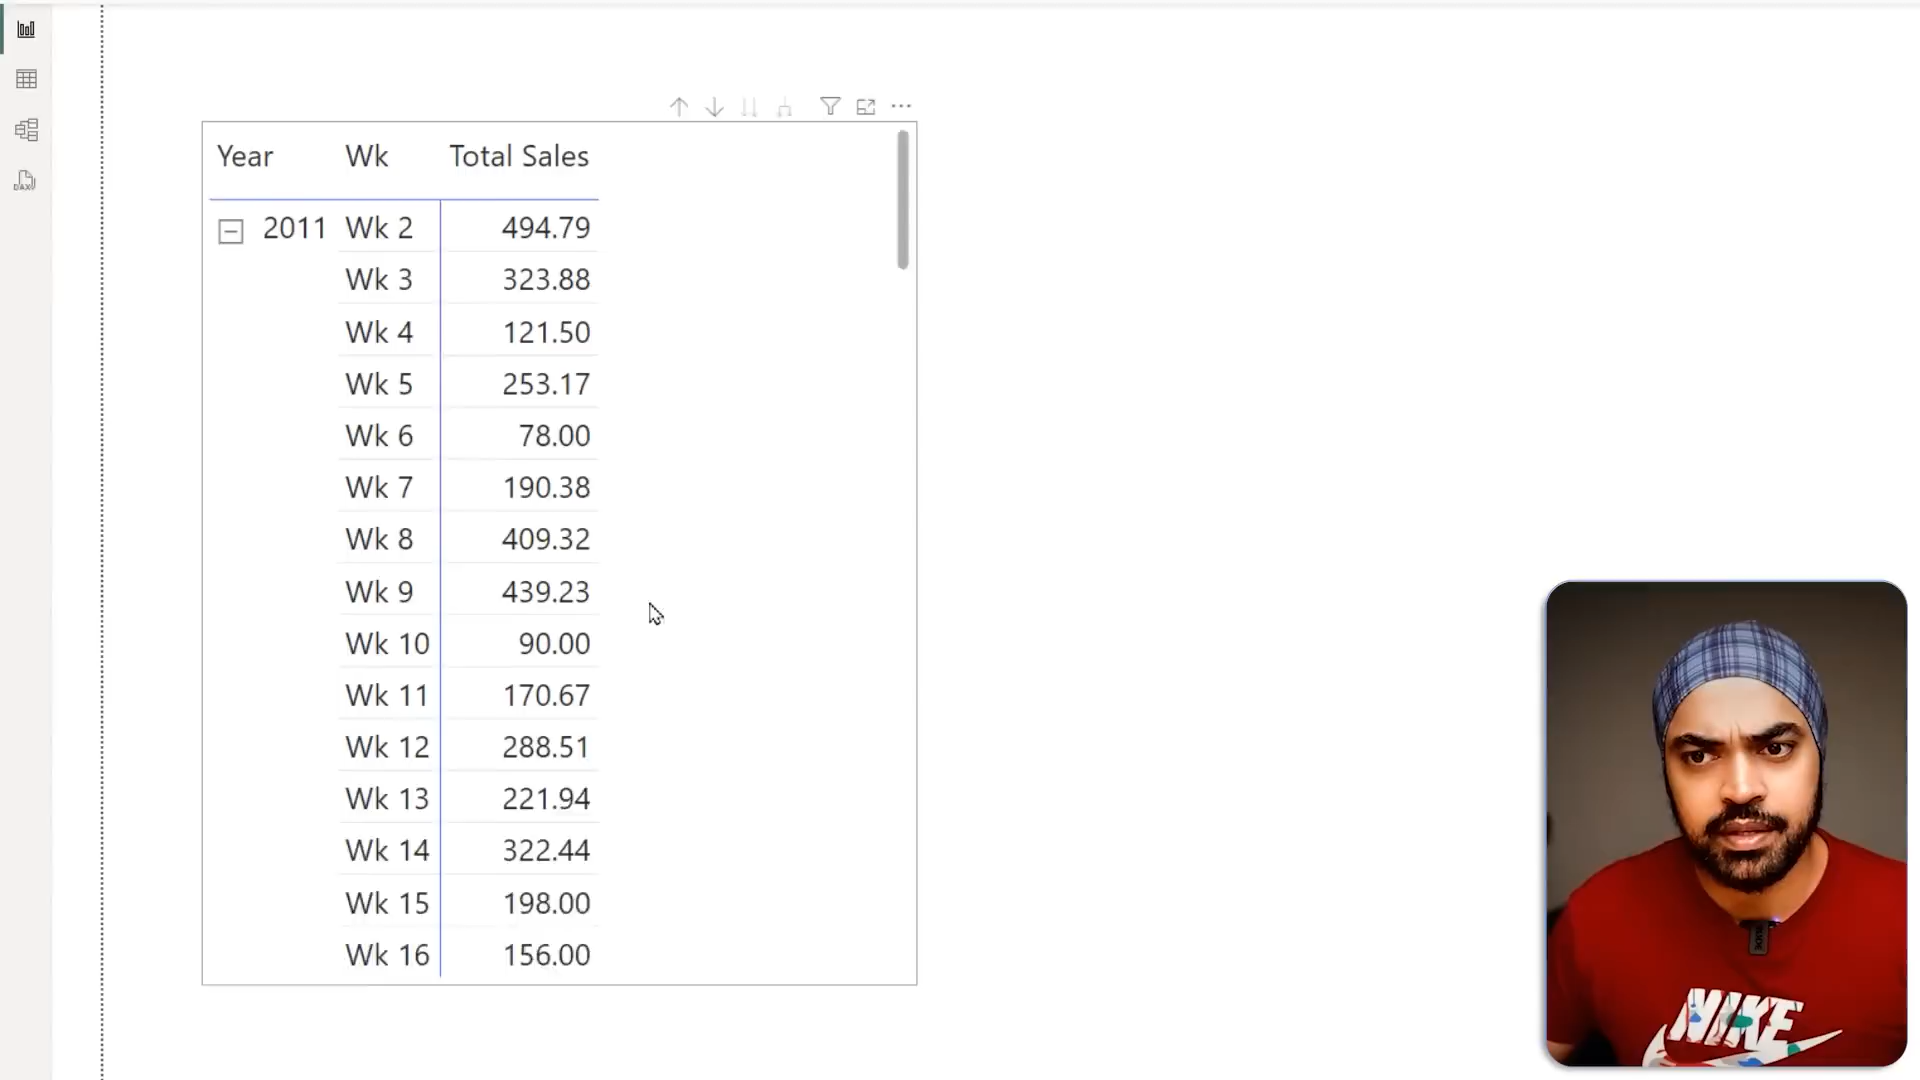 Year Wk Total Sales
2011 Wk 2 494.79
Wk 3 323.88
Wk 4 121.50
Wk 5 253.17
Wk 6 78.00
Wk 7 190.38
Wk 8 409.32
Wk 9 439.23
Wk 10 90.00
Wk 11 170.67
Wk 12 288.51
Wk 13 221.94
Wk 14 322.44
Wk 15 198.00
Wk 16 156.00
DAX
NIKE